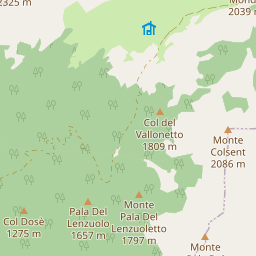 2325 m
2039 m
Col del
Vallonetto
1809 m
Monte
Colsent
2086 m
Col Dosè
1275 m
Pala Del
Lenzuolo
1657 m
Monte
Pala Del
Lenzuoletto
1797 m
Monte